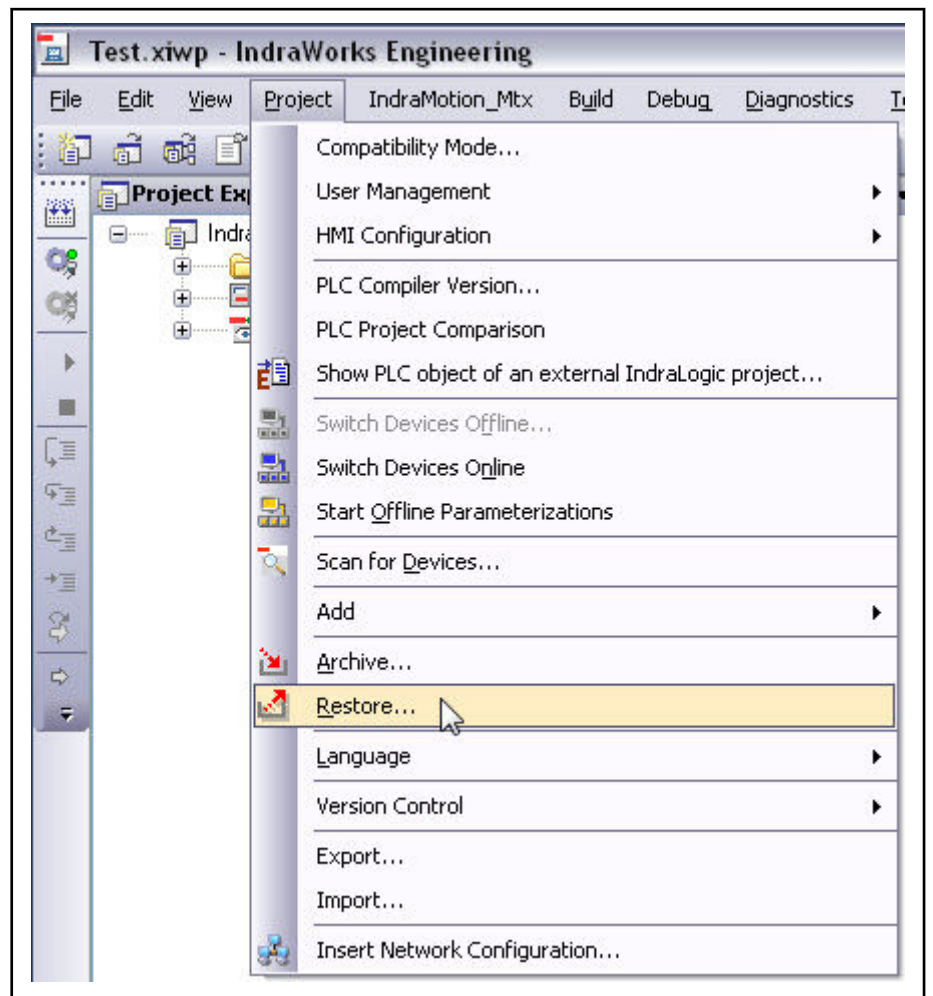 Test.xiwp - IndraWorks Engineering
File Edit View Project IndraMotion_Mtx Build Debug Diagnostics
Compatibility Mode...
Project Ex
User Management
Indra
HMI Configuration
PLC Compiler Version...
PLC Project Comparison
Show PLC object of an external IndraLogic project...
Switch Devices Offline...
Switch Devices Online
Start Offline Parameterizations
Scan for Devices...
Add
Archive...
Restore...
Language
Version Control
Export...
Import...
Insert Network Configuration...